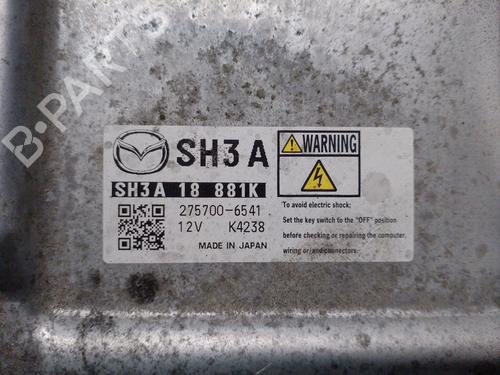 B-PARTS
SH3A
SH3A 18 881K
275700-6541
12V K4238
MADE IN JAPAN
WARNING
To avoid electric shock;
Set the key switch to the "OFF" position
before checking or repairing the computer,
wiring or/and connectors.